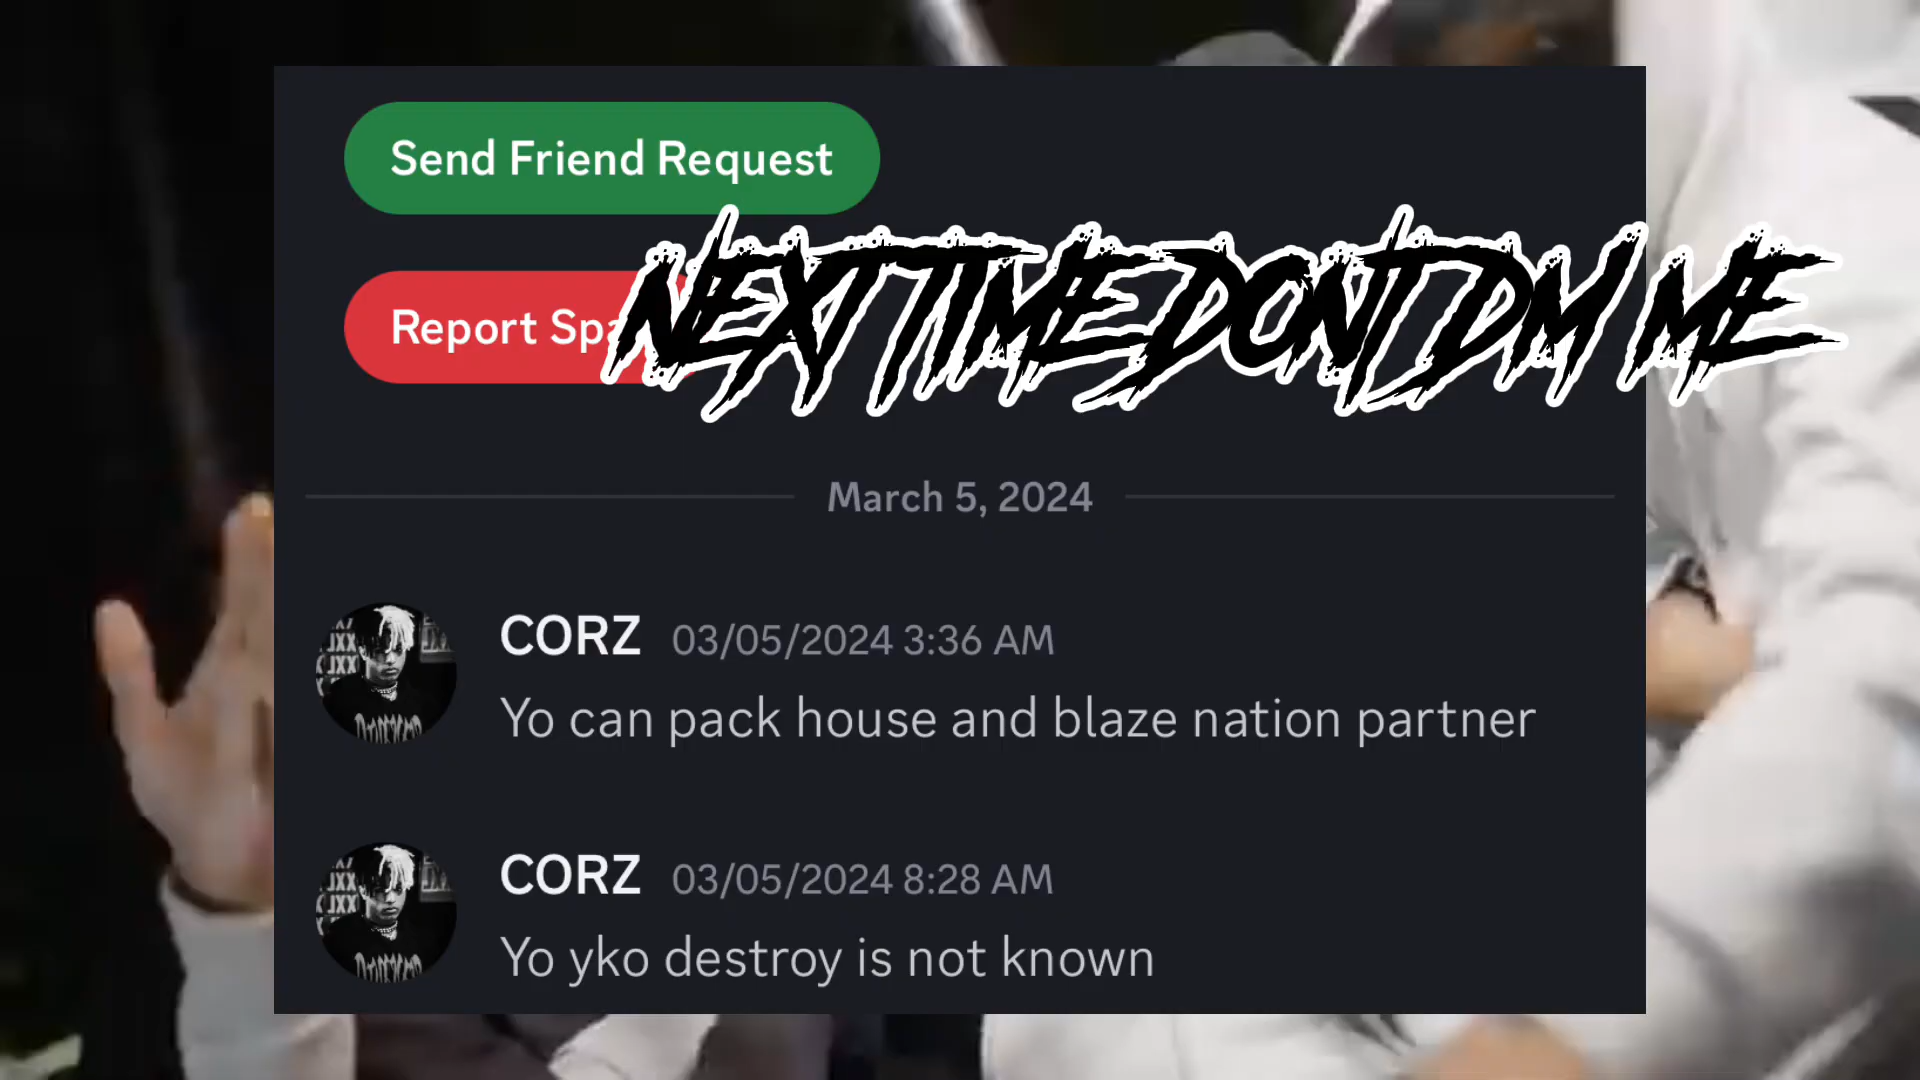 Send Friend Request
NEXT TIME DONT DM ME
Report
March 5, 2024
CORZ 03/05/2024 3:36 AM
Yo can pack house and blaze nation partner
CORZ 03/05/2024 8:28 AM
Yo yko destroy is not known